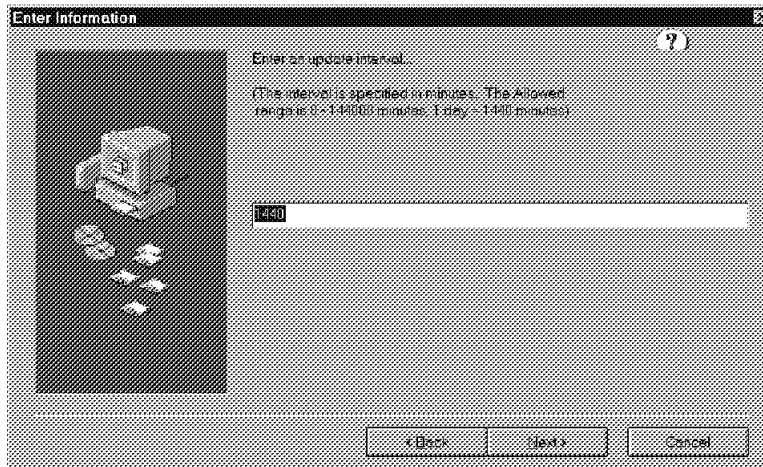 Enter Information
?
Enter an update interval...
(The interval is specified in minutes. The Allowed
range is 0 - 144000 minutes, 1 day = 1440 minutes)
1440
< Back
Next >
Cancel